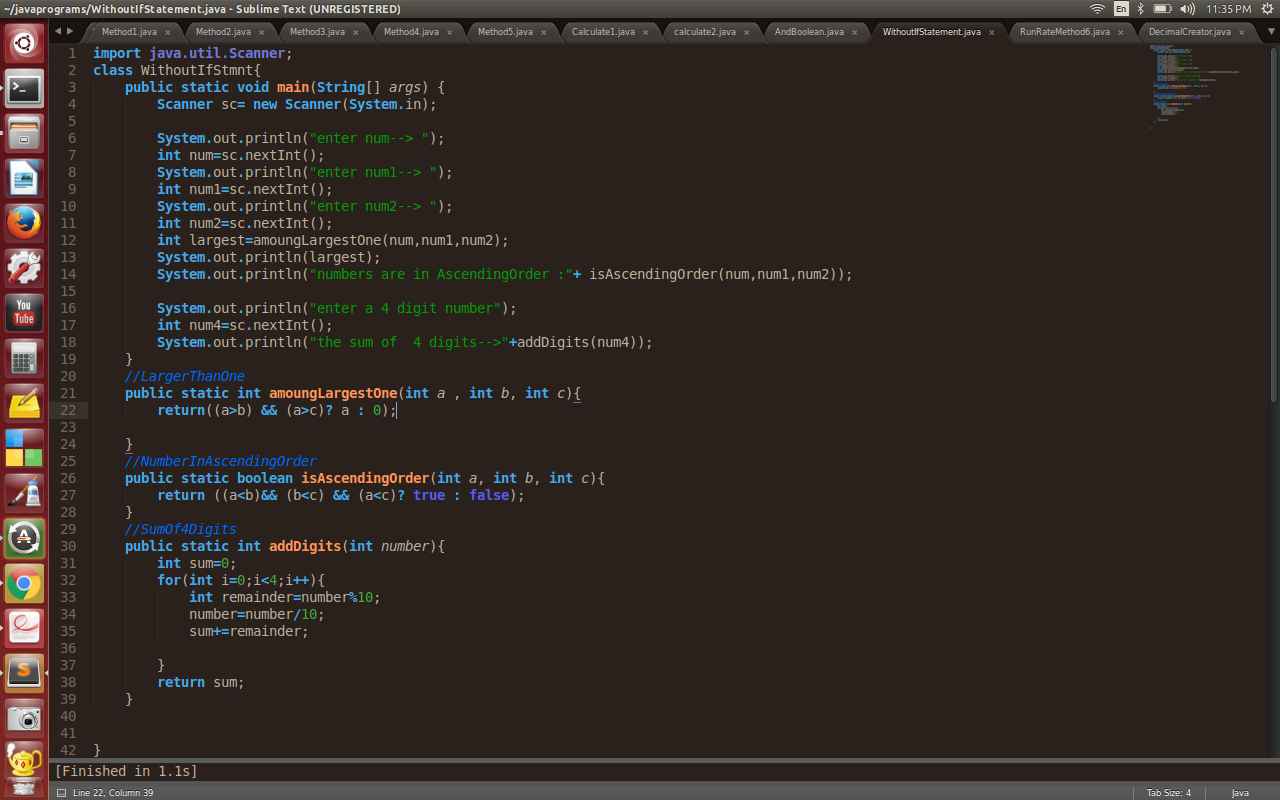 ~/javaprograms/WithoutIfStatement.java - Sublime Text (UNREGISTERED)
En
11:35 PM
Method1.java × Method2.java × Method3.java × Method4.java × Method5.java × Calculate1.java × calculate2.java × AndBoolean.java × WithoutIfStatement.java × RunRateMethod6.java × DecimalCreator.java ×
1 import java.util.Scanner;
2 class WithoutIfStmnt{
3 public static void main(String[] args) {
4 Scanner sc= new Scanner(System.in);
5
6 System.out.println("enter num--> ");
7 int num=sc.nextInt();
8 System.out.println("enter num1--> ");
9 int num1=sc.nextInt();
10 System.out.println("enter num2--> ");
11 int num2=sc.nextInt();
12 int largest=amoungLargestOne(num,num1,num2);
13 System.out.println(largest);
14 System.out.println("numbers are in AscendingOrder :"+ isAscendingOrder(num,num1,num2));
15
16 System.out.println("enter a 4 digit number");
17 int num4=sc.nextInt();
18 System.out.println("the sum of  4 digits-->"+addDigits(num4));
19 }
20 //LargerThanOne
21 public static int amoungLargestOne(int a , int b, int c){
22 return((a>b) && (a>c)? a : 0);
23
24 }
25 //NumberInAscendingOrder
26 public static boolean isAscendingOrder(int a, int b, int c){
27 return ((a<b)&& (b<c) && (a<c)? true : false);
28 }
29 //SumOf4Digits
30 public static int addDigits(int number){
31 int sum=0;
32 for(int i=0;i<4;i++){
33 int remainder=number%10;
34 number=number/10;
35 sum+=remainder;
36
37 }
38 return sum;
39 }
40
41
42 }
You
Tube
[Finished in 1.1s]
Line 22, Column 39
Tab Size: 4
Java